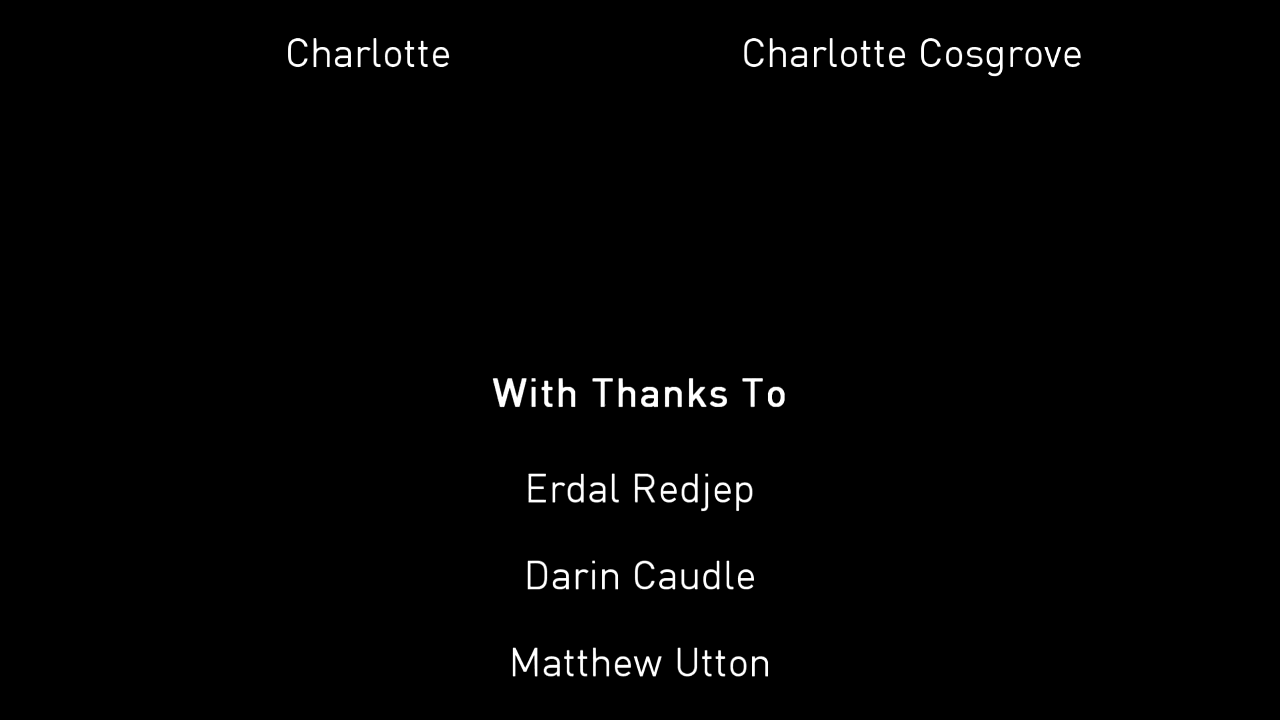 Charlotte Charlotte Cosgrove
With Thanks To
Erdal Redjep
Darin Caudle
Matthew Utton